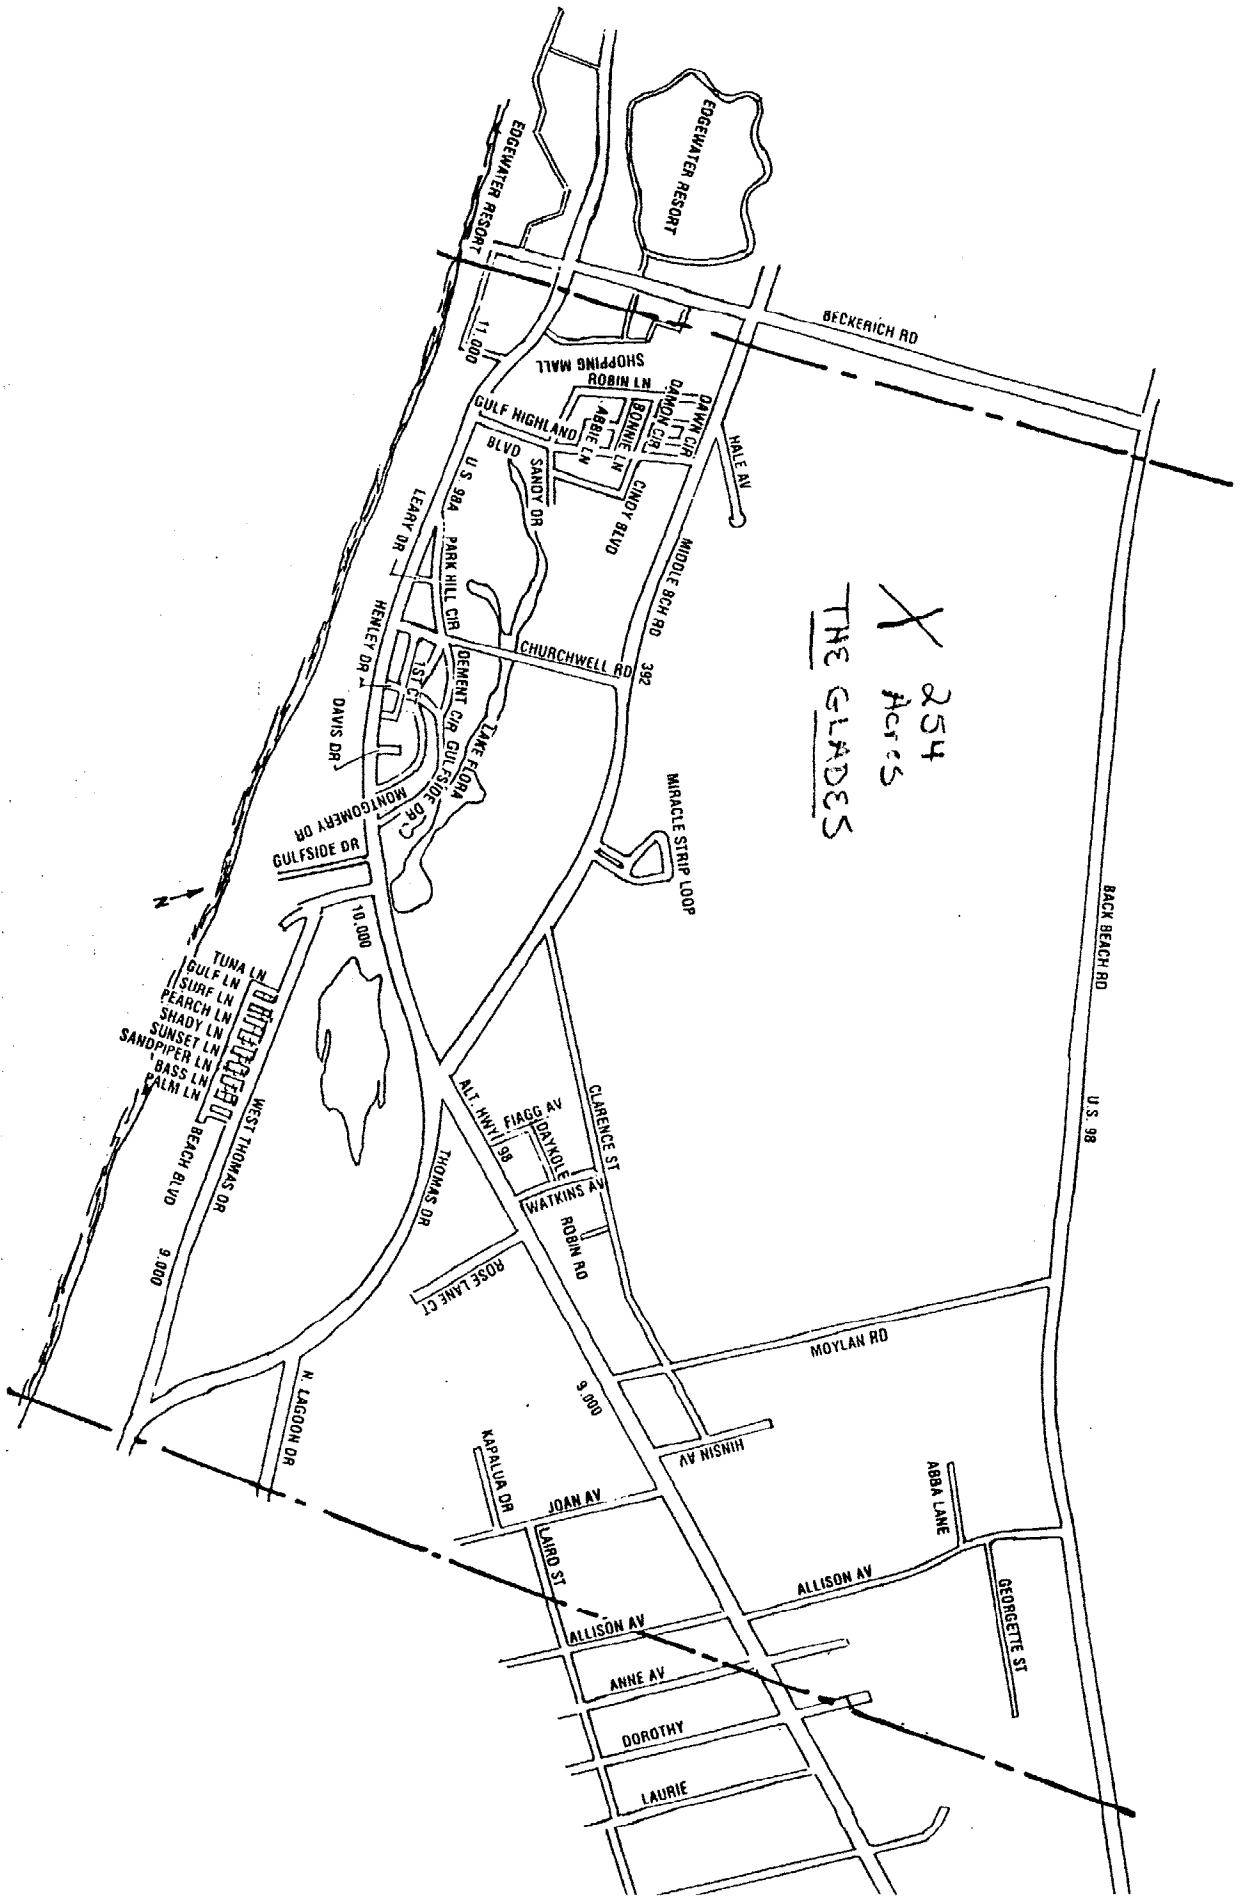 EDGEWATER RESORT
EDGEWATER RESORT
BECKERICH RD
11,000
SHOPPING MALL
ROBIN LN
GULF HIGHLAND
BLVD
ABBIE LN
BONNIE LN
DAMON CIR
DAWN CIR
HALE AV
SANDY DR
CINDY BLVD
U.S. 98A
LEARY DR
PARK HILL CIR
MIDDLE BCH RD
X 254
Acres
THE GLADES
HENLEY DR
1ST CT
DEMENT CIR
CHURCHWELL RD
392
DAVIS DR
GULFSIDE DR
LAKE FLORA
MONTGOMERY DR
GULFSIDE DR
MIRACLE STRIP LOOP
BACK BEACH RD
N
10,000
TUNA LN
GULF LN
SURF LN
PEARCH LN
SHADY LN
SUNSET LN
SANDPIPER LN
BASS LN
PALM LN
BEACH BLVD
WEST THOMAS DR
9,000
THOMAS DR
ALT. HWY 98
FIAGG AV
DAYKOLE
WATKINS AV
CLARENCE ST
ROBIN RD
ROSE LANE CT
U.S. 98
MOYLAN RD
N. LAGOON DR
9,000
HINSIN AV
KAPALUA DR
JOAN AV
LAIRD ST
ABBA LANE
ALLISON AV
GEORGETTE ST
ALLISON AV
ANNE AV
DOROTHY
LAURIE